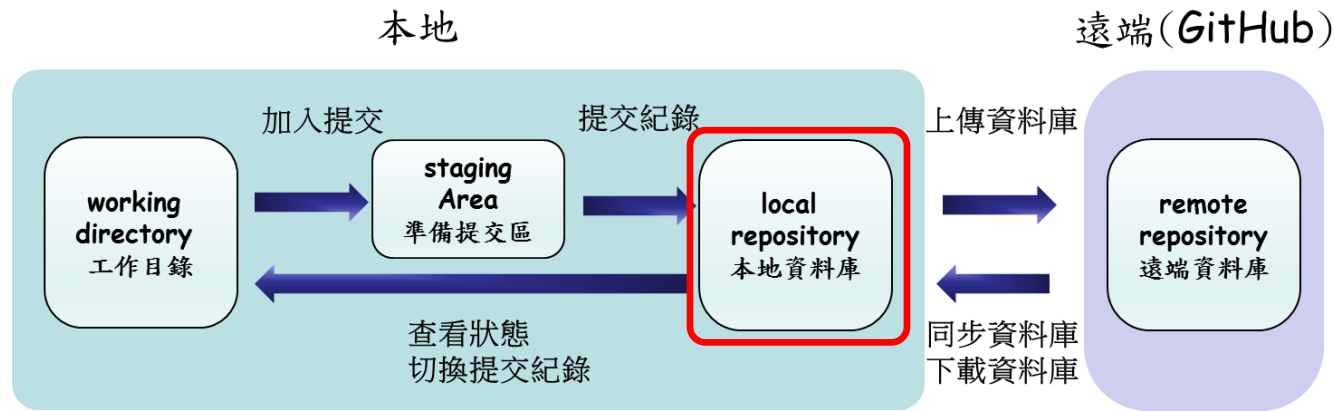 本地
遠端(GitHub)
加入提交
提交紀錄
上傳資料庫
working
directory
工作目錄
staging
Area
準備提交區
local
repository
本地資料庫
remote
repository
遠端資料庫
查看狀態
切換提交紀錄
同步資料庫
下載資料庫